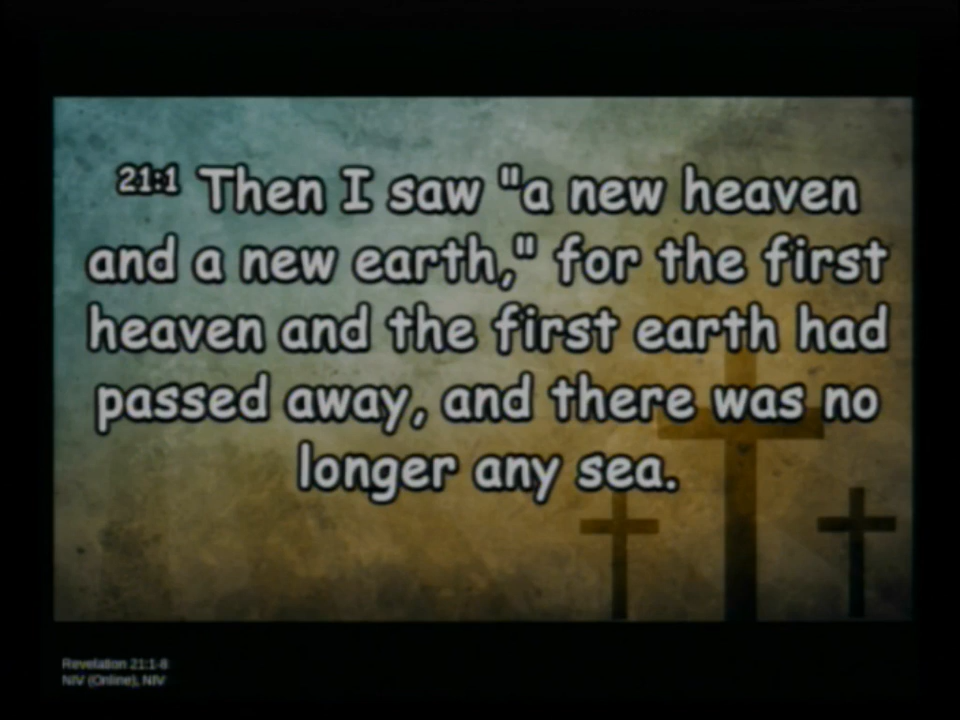 21:1 Then I saw "a new heaven
and a new earth," for the first
heaven and the first earth had
passed away, and there was no
longer any sea.
Revelation 21:1-8
NIV (Online), NIV